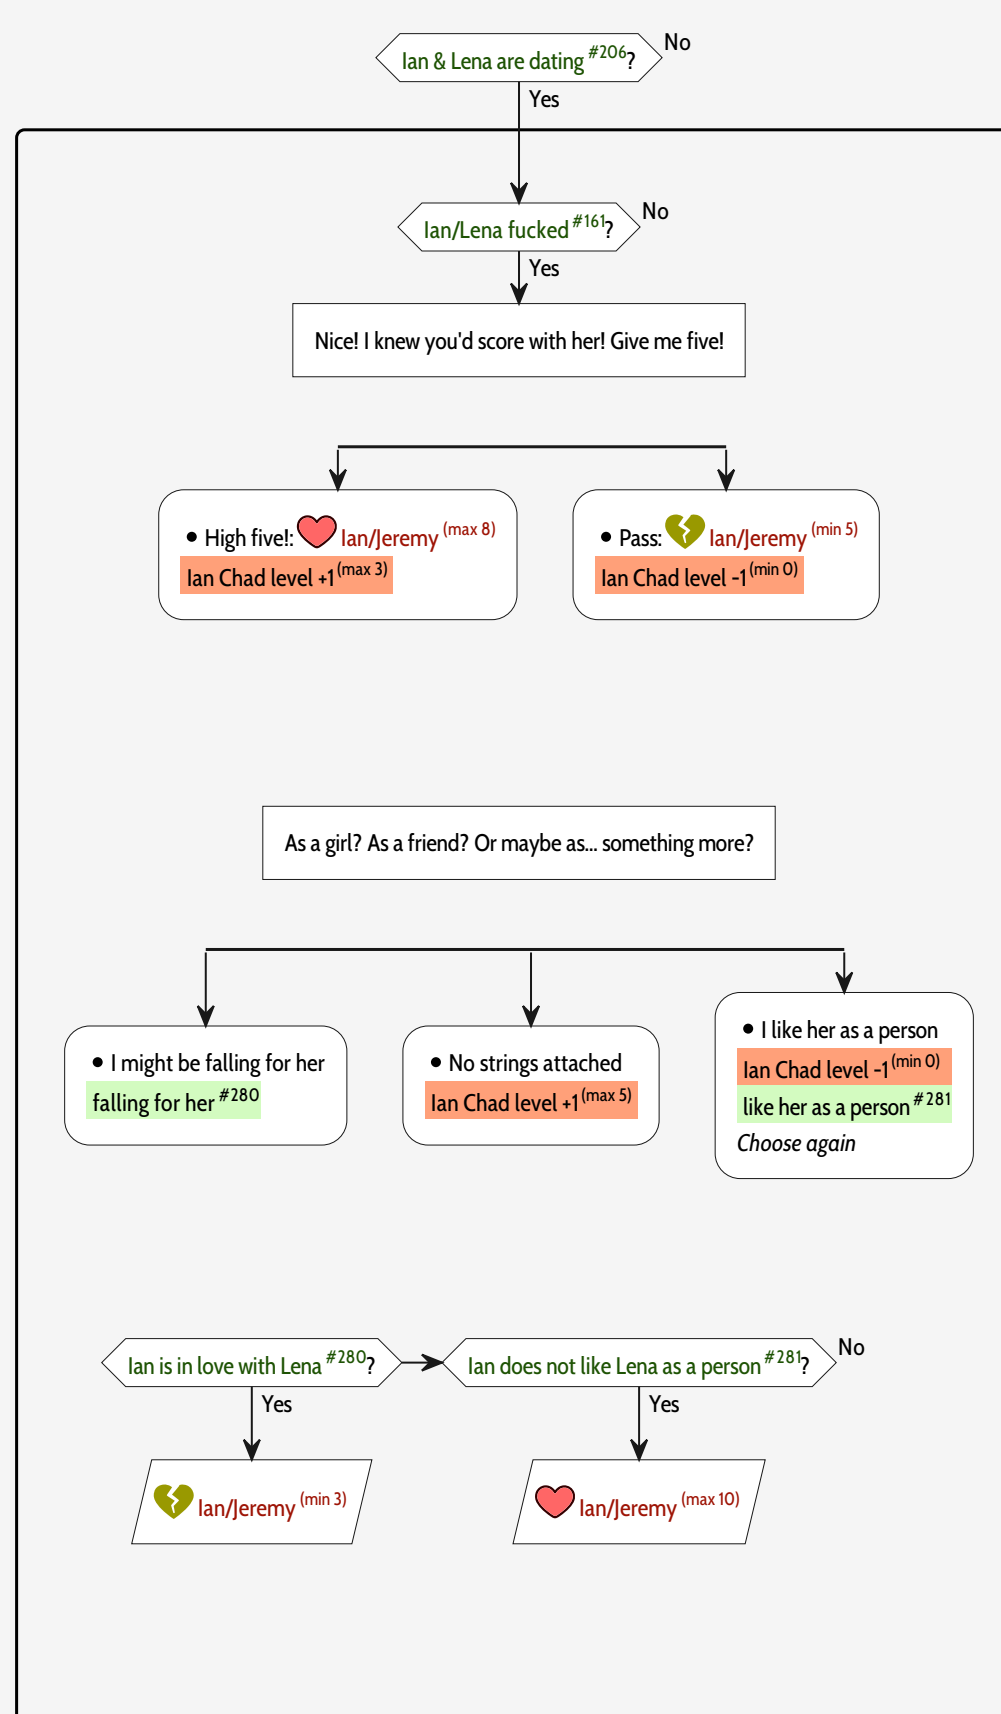 Ian & Lena are dating #206?
No
Yes
Ian/Lena fucked #161?
No
Yes
Nice! I knew you'd score with her! Give me five!
• High five!: Ian/Jeremy (max 8)
Ian Chad level +1 (max 3)
• Pass: Ian/Jeremy (min 5)
Ian Chad level -1 (min 0)
As a girl? As a friend? Or maybe as... something more?
• I might be falling for her
falling for her #280
• No strings attached
Ian Chad level +1 (max 5)
• I like her as a person
Ian Chad level -1 (min 0)
like her as a person #281
Choose again
Ian is in love with Lena #280?
Yes
Ian does not like Lena as a person #281?
No
Yes
Ian/Jeremy (min 3)
Ian/Jeremy (max 10)